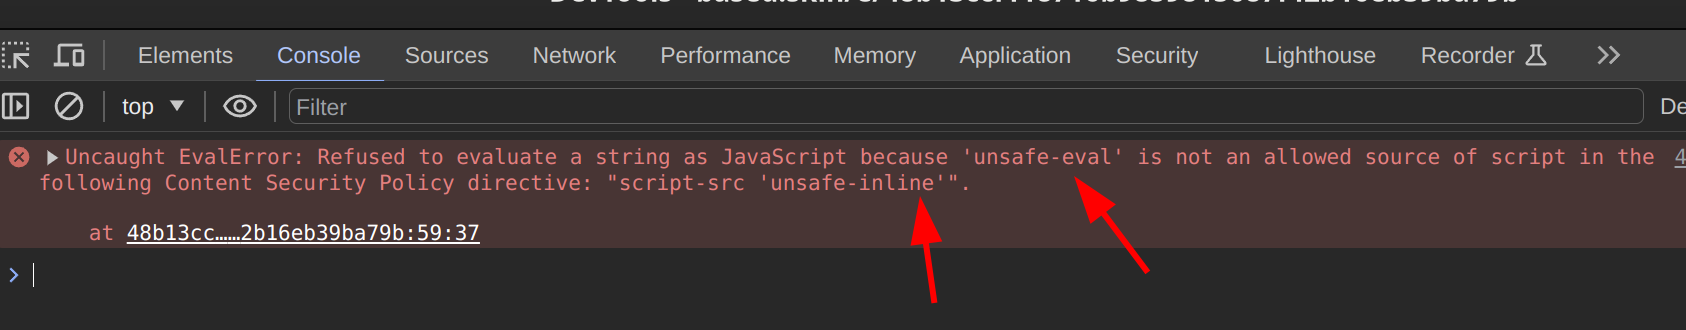 Elements Console Sources Network Performance Memory Application Security Lighthouse Recorder
top Filter De
Uncaught EvalError: Refused to evaluate a string as JavaScript because 'unsafe-eval' is not an allowed source of script in the 4
following Content Security Policy directive: "script-src 'unsafe-inline'".
at 48b13cc……2b16eb39ba79b:59:37